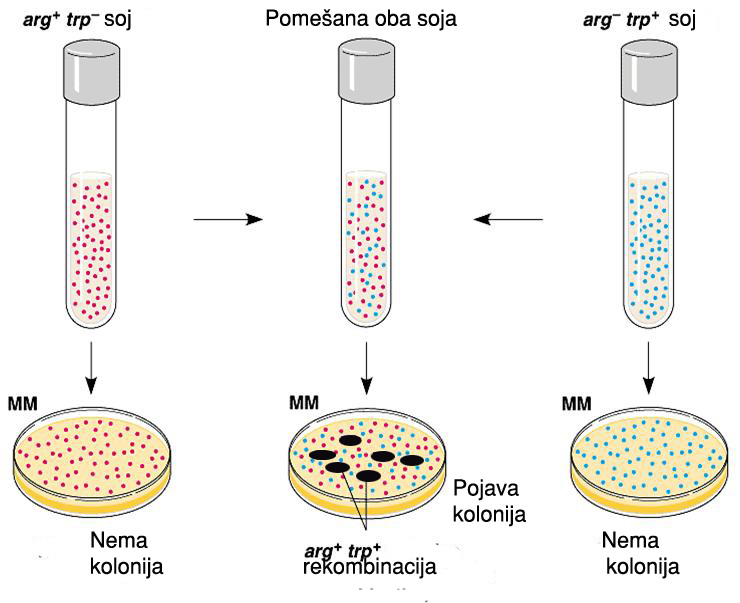 arg⁺ trp⁻ soj
Pomešana oba soja
arg⁻ trp⁺ soj
MM
MM
MM
Nema
kolonija
Pojava
kolonija
arg⁺ trp⁺
rekombinacija
Nema
kolonija